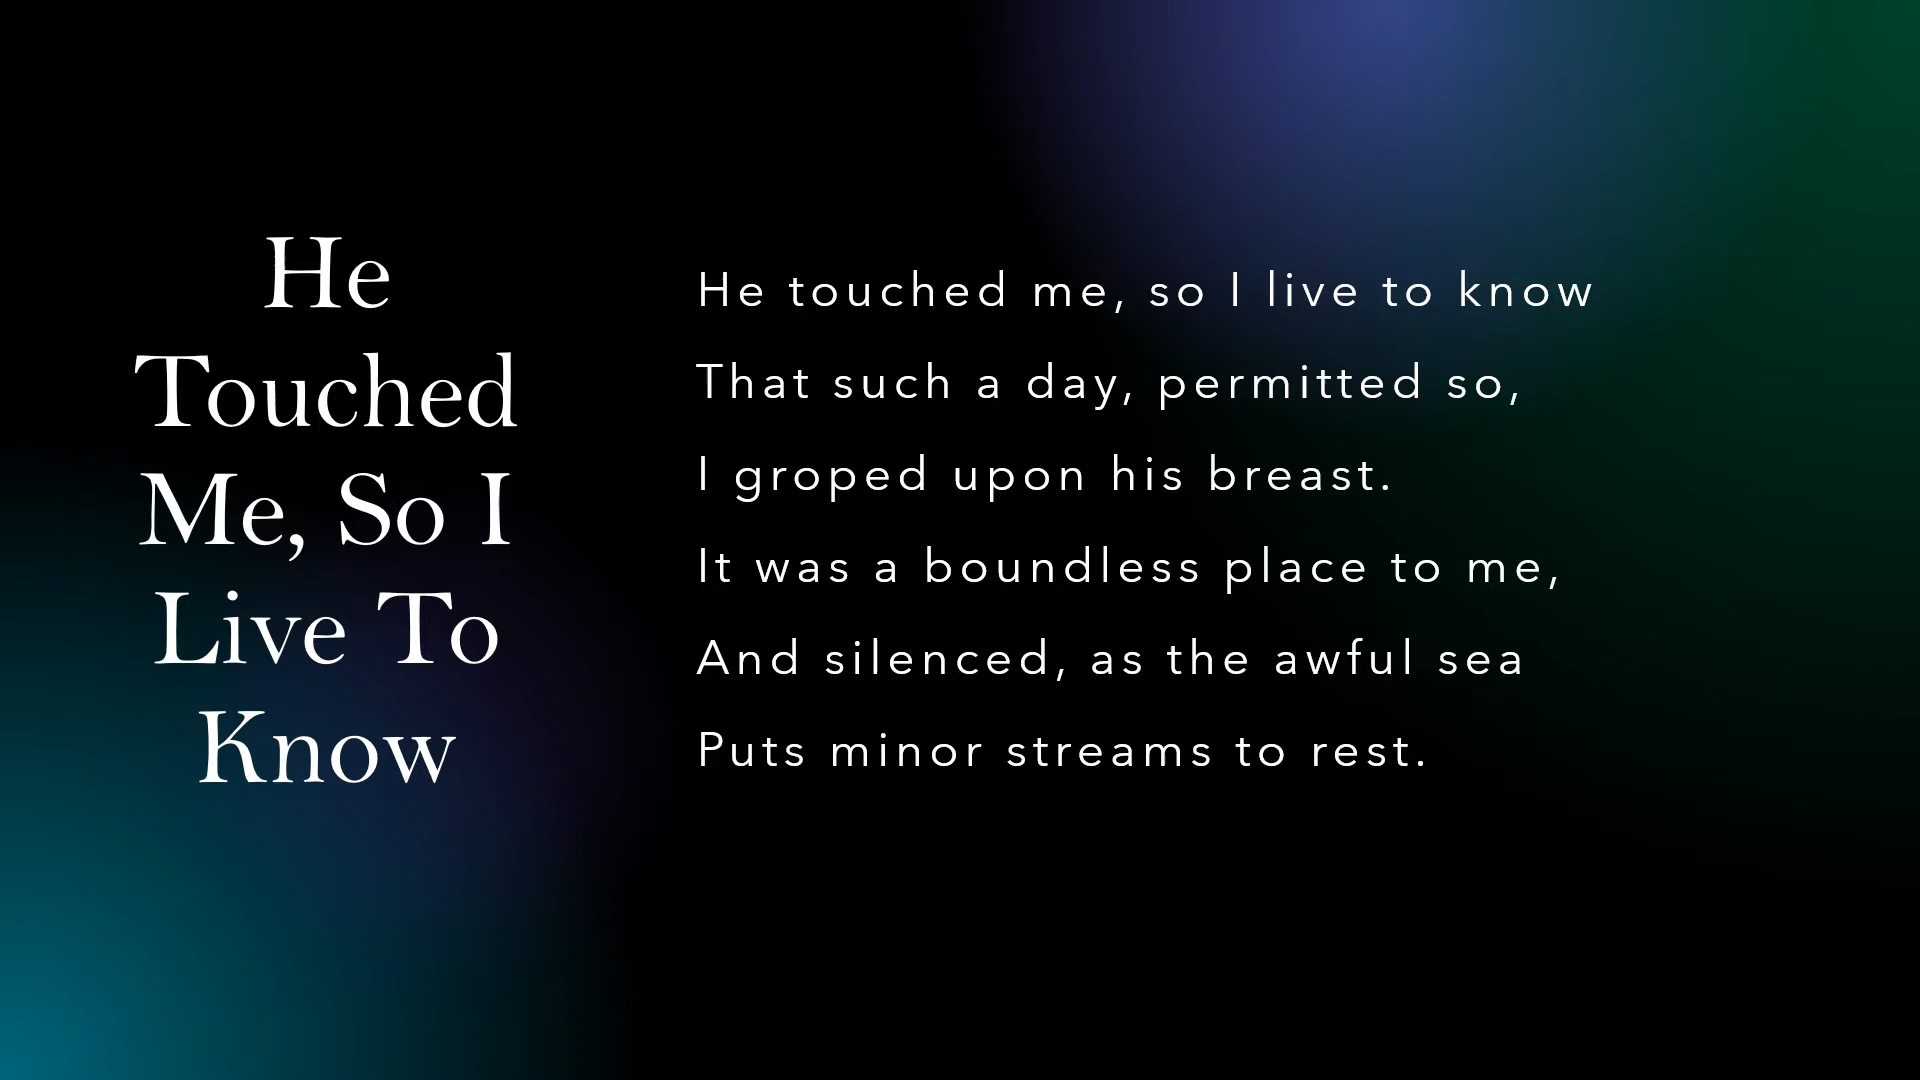 He
Touched
Me, So I
Live To
Know
He touched me, so I live to know
That such a day, permitted so,
I groped upon his breast.
It was a boundless place to me,
And silenced, as the awful sea
Puts minor streams to rest.